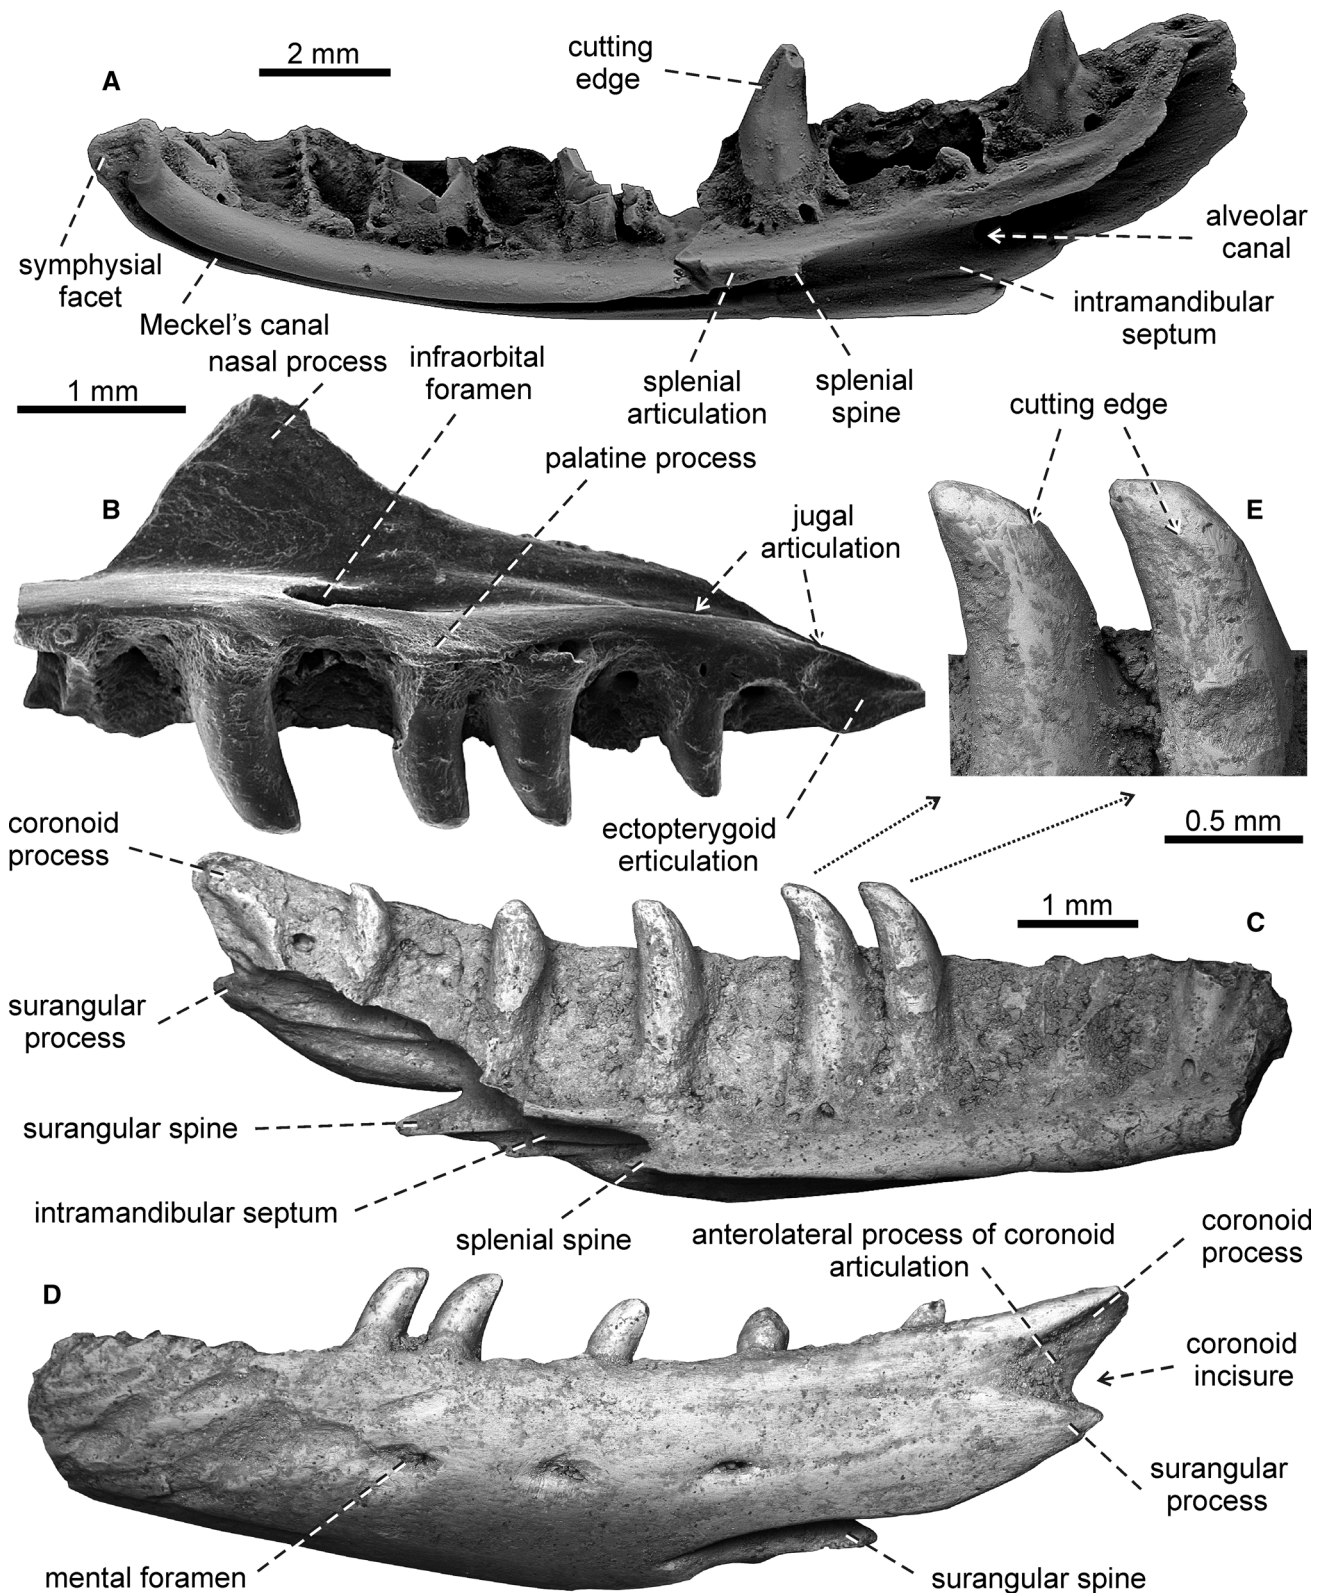 A
2 mm
cutting
edge
symphysial
facet
Meckel's canal
alveolar
canal
intramandibular
septum
splenial
articulation
splenial
spine
1 mm
nasal process
infraorbital
foramen
palatine process
B
jugal
articulation
ectopterygoid
erticulation
cutting edge
E
0.5 mm
coronoid
process
1 mm
C
surangular
process
surangular spine
intramandibular septum
splenial spine
D
anterolateral process of coronoid
articulation
coronoid
process
coronoid
incisure
surangular
process
mental foramen
surangular spine